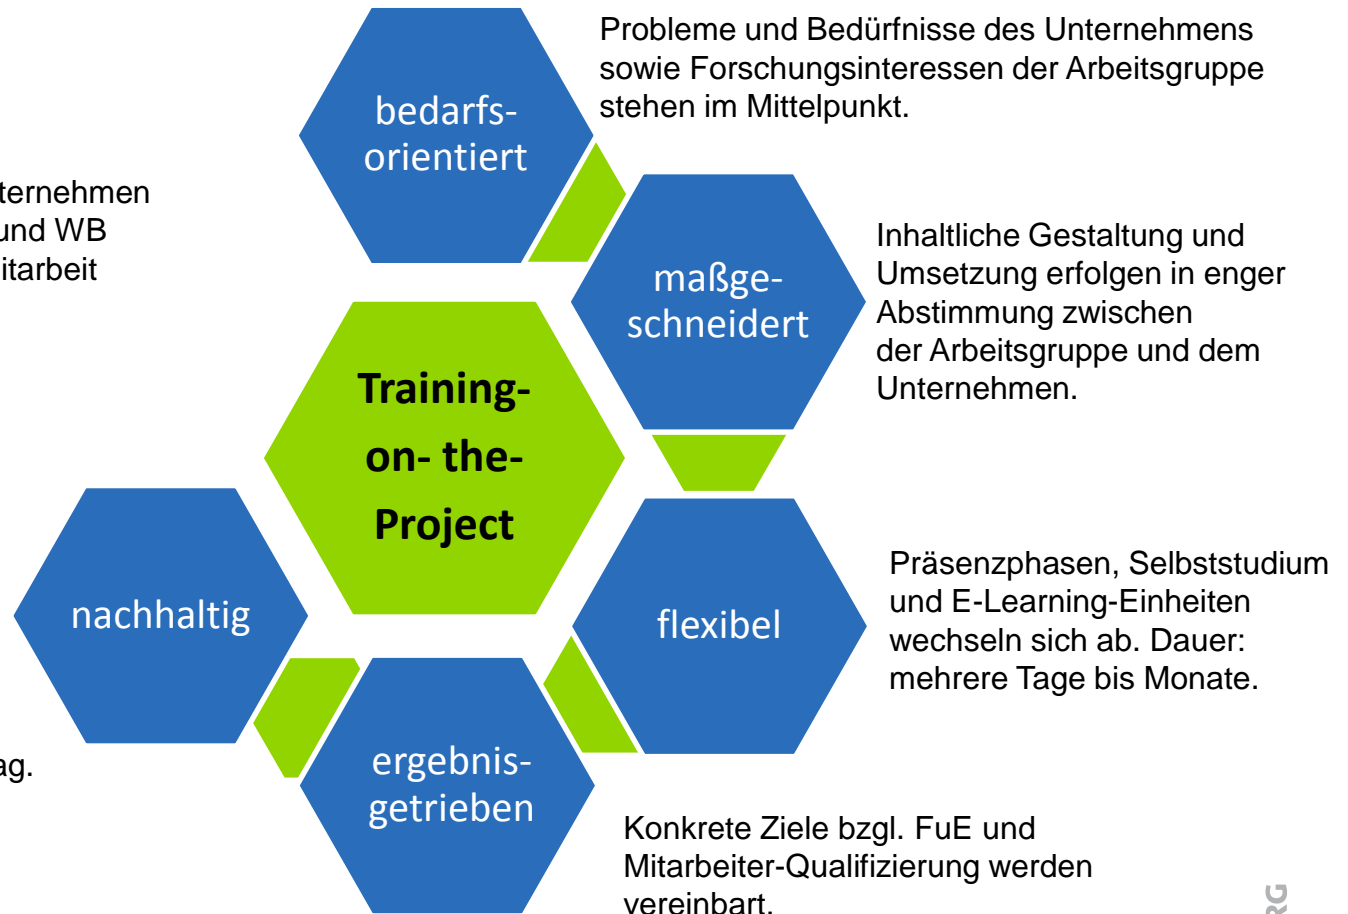 Probleme und Bedürfnisse des Unternehmens
sowie Forschungsinteressen der Arbeitsgruppe
stehen im Mittelpunkt.
bedarfs-
orientiert
ternehmen
und WB
itarbeit
maßge-
schneidert
Inhaltliche Gestaltung und
Umsetzung erfolgen in enger
Abstimmung zwischen
der Arbeitsgruppe und dem
Unternehmen.
Training-
on- the-
Project
nachhaltig
flexibel
Präsenzphasen, Selbststudium
und E-Learning-Einheiten
wechseln sich ab. Dauer:
mehrere Tage bis Monate.
ag.
ergebnis-
getrieben
Konkrete Ziele bzgl. FuE und
Mitarbeiter-Qualifizierung werden
vereinbart.
RG